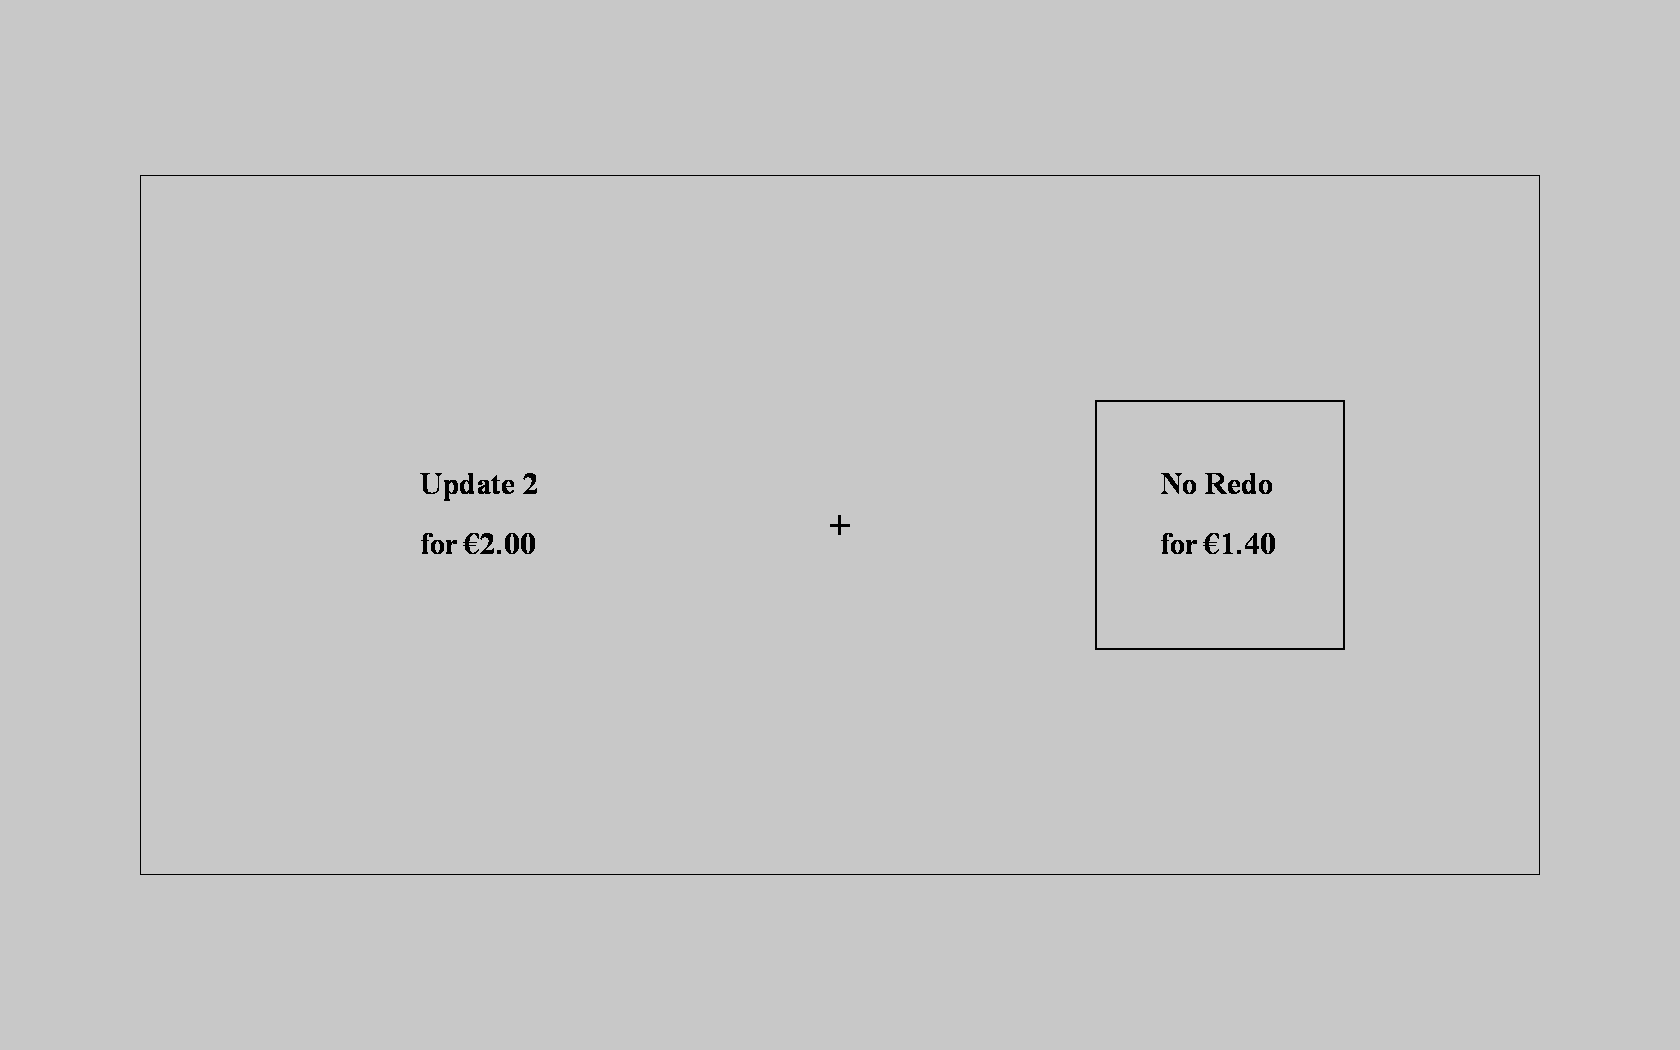 Update 2
for €2.00
+
No Redo
for €1.40